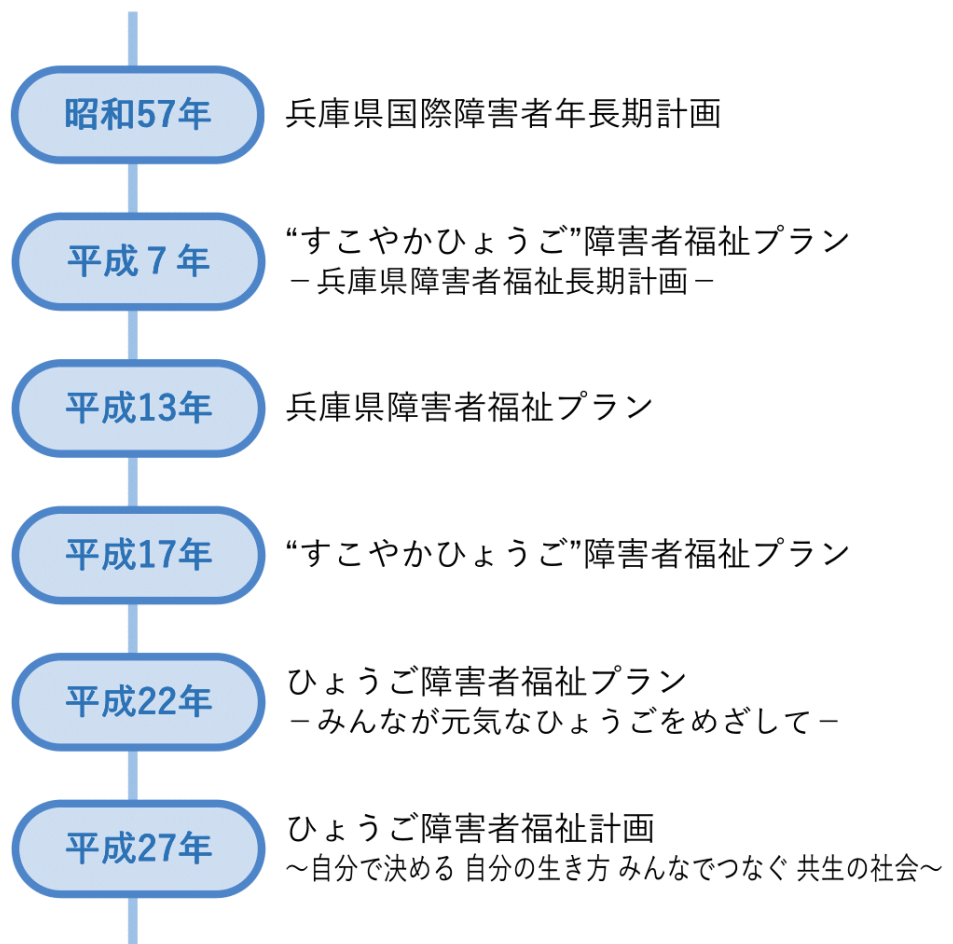 昭和57年
兵庫県国際障害者年長期計画
平成７年
“すこやかひょうご”障害者福祉プラン
－兵庫県障害者福祉長期計画－
平成13年
兵庫県障害者福祉プラン
平成17年
“すこやかひょうご”障害者福祉プラン
平成22年
ひょうご障害者福祉プラン
－みんなが元気なひょうごをめざして－
平成27年
ひょうご障害者福祉計画
～自分で決める 自分の生き方 みんなでつなぐ 共生の社会～